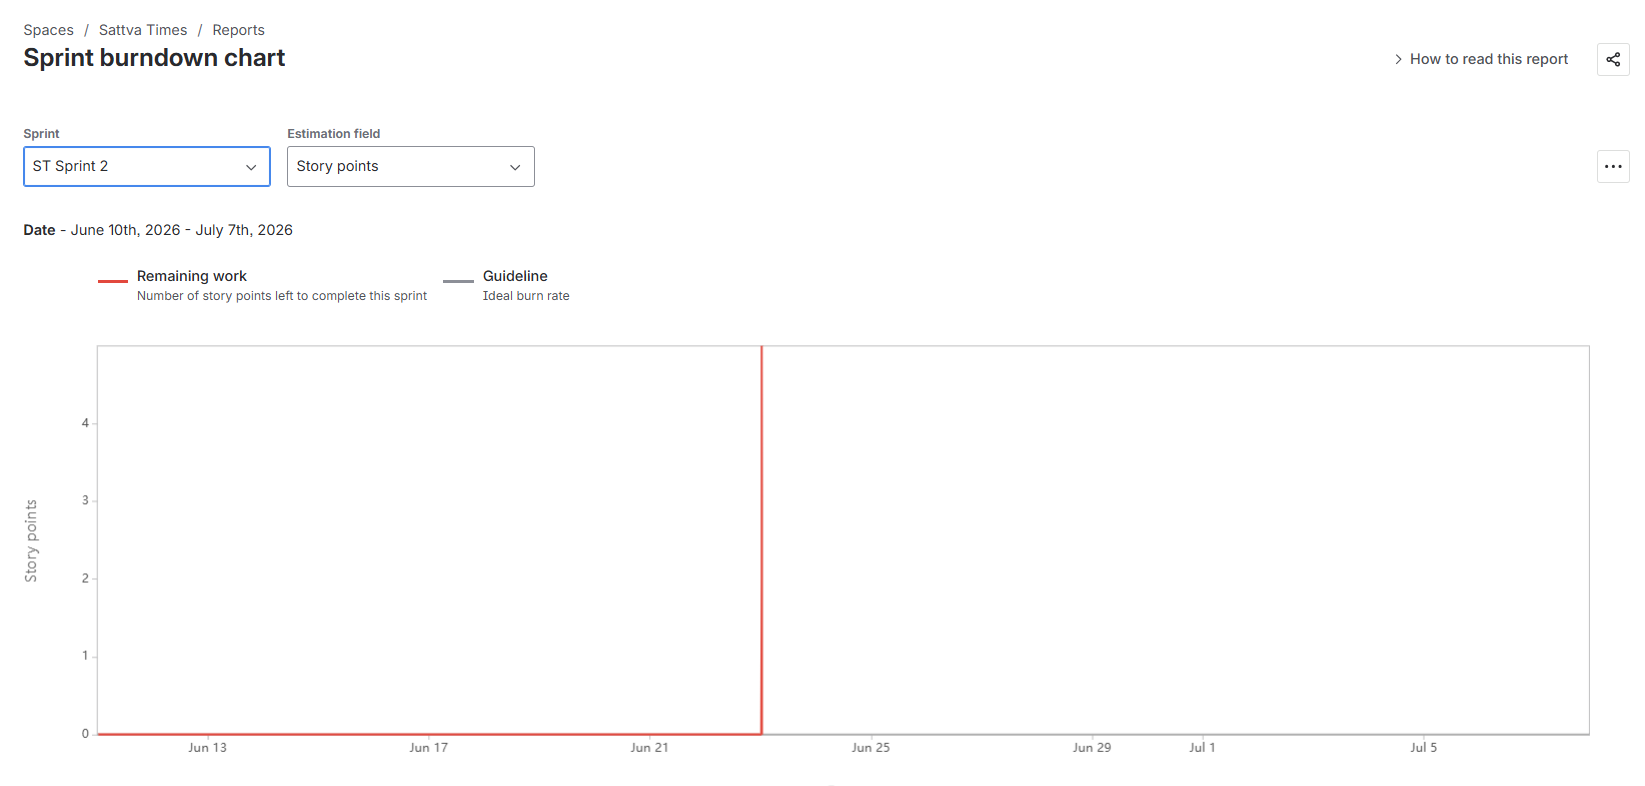 Spaces / Sattva Times / Reports
Sprint burndown chart
How to read this report
Sprint
Estimation field
ST Sprint 2
Story points
Date - June 10th, 2026 - July 7th, 2026
Remaining work
Number of story points left to complete this sprint
Guideline
Ideal burn rate
4
3
2
1
0
Story points
Jun 13 Jun 17 Jun 21 Jun 25 Jun 29 Jul 1 Jul 5